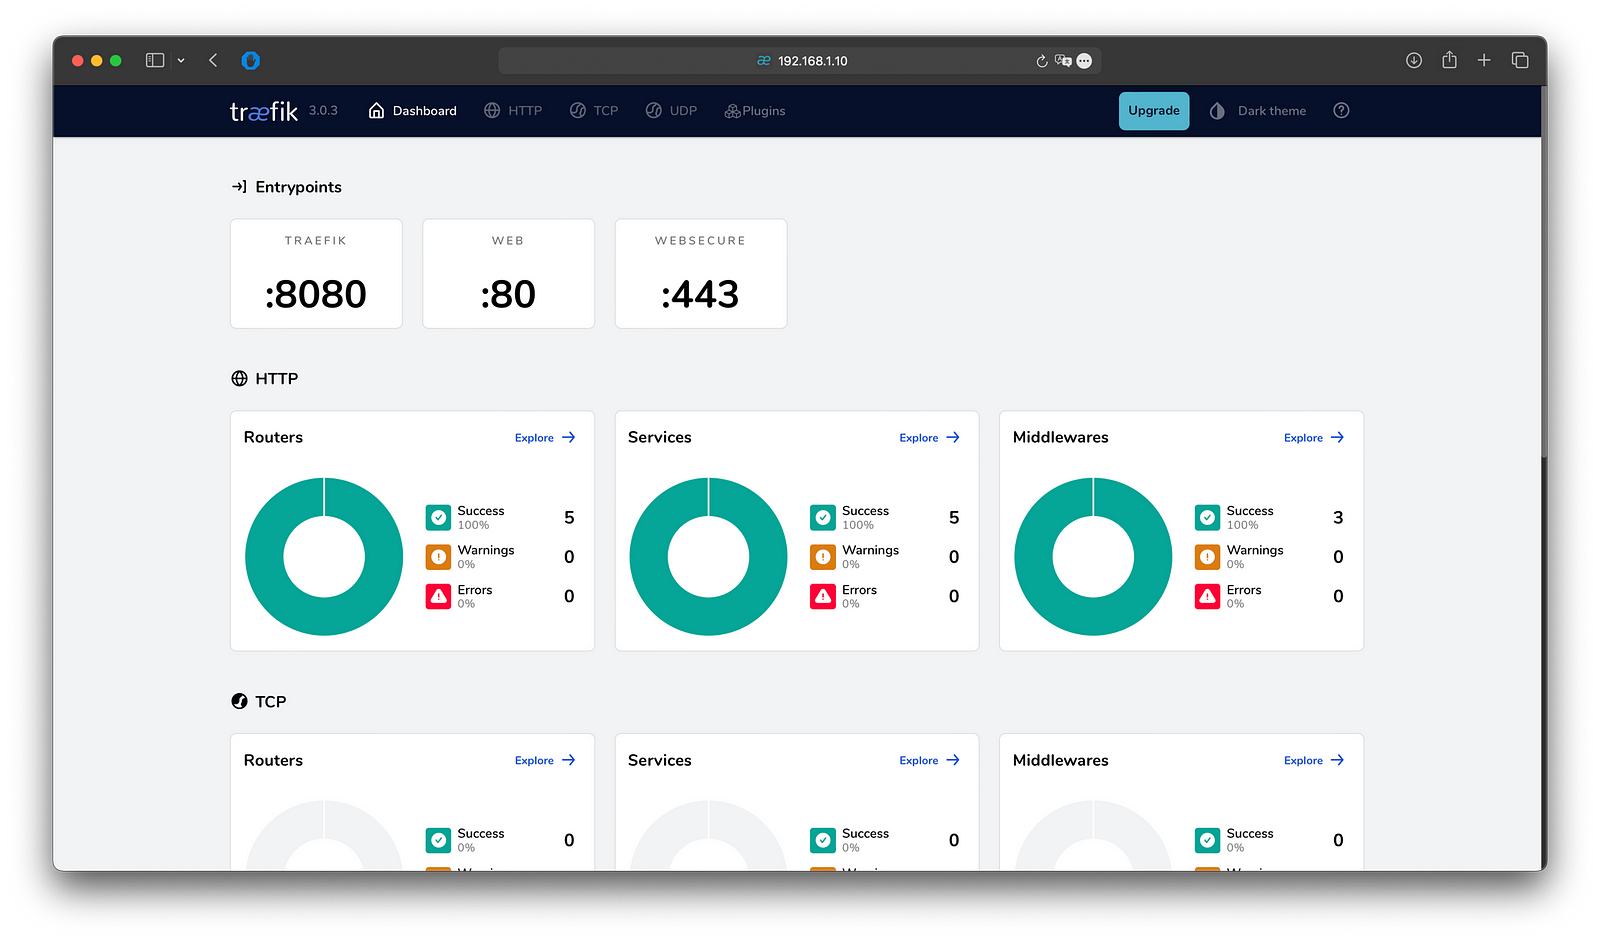 æ 192.168.1.10
træfik 3.0.3 Dashboard HTTP TCP UDP Plugins Upgrade Dark theme
Entrypoints
TRAEFIK
:8080
WEB
:80
WEBSECURE
:443
HTTP
Routers Explore
Success 5
100%
Warnings 0
0%
Errors 0
0%
Services Explore
Success 5
100%
Warnings 0
0%
Errors 0
0%
Middlewares Explore
Success 3
100%
Warnings 0
0%
Errors 0
0%
TCP
Routers Explore
Success 0
0%
Services Explore
Success 0
0%
Middlewares Explore
Success 0
0%